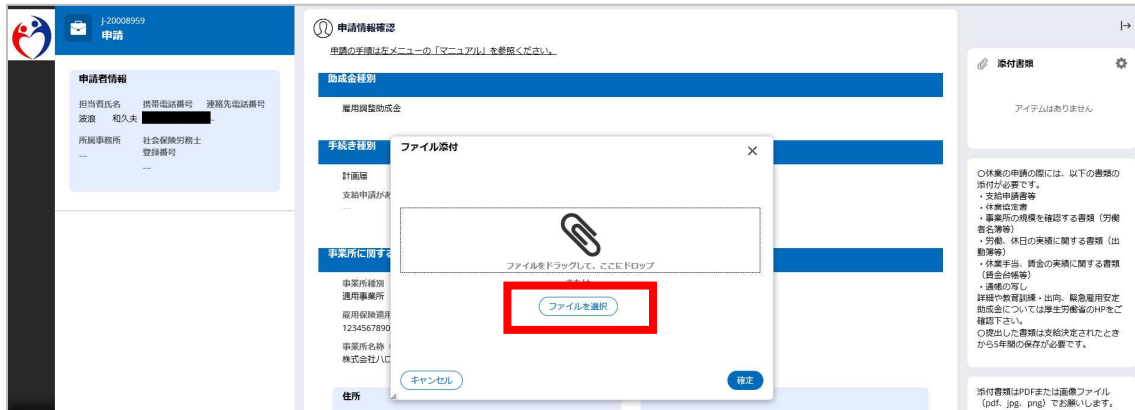 J-20008959
申請
申請者情報
担当者氏名 携帯電話番号 連絡先電話番号
波浪 和久夫
所属事務所 社会保険労務士
登録番号
--
--
申請情報確認
申請の手順は左メニューの「マニュアル」を参照ください。
助成金種別
雇用調整助成金
手続き種別
計画届
支給申請があ
--
事業所に関する
事業所種別
適用事業所
雇用保険適用
1234567890
事業所名称
株式会社ハロ
住所
ファイル添付
ファイルをドラッグして、ここにドロップ
または
ファイルを選択
キャンセル
確定
添付書類
アイテムはありません
〇休業の申請の際には、以下の書類の
添付が必要です。
・支給申請書等
・休業協定書
・事業所の規模を確認する書類（労働
者名簿等）
・労働、休日の実績に関する書類（出
勤簿等）
・休業手当、賃金の実績に関する書類
（賃金台帳等）
・通帳の写し
詳細や教育訓練・出向、緊急雇用安定
助成金については厚生労働省のHPをご
確認下さい。
〇提出した書類は支給決定されたとき
から5年間の保存が必要です。
添付書類はPDFまたは画像ファイル
（pdf、jpg、png）でお願いします。